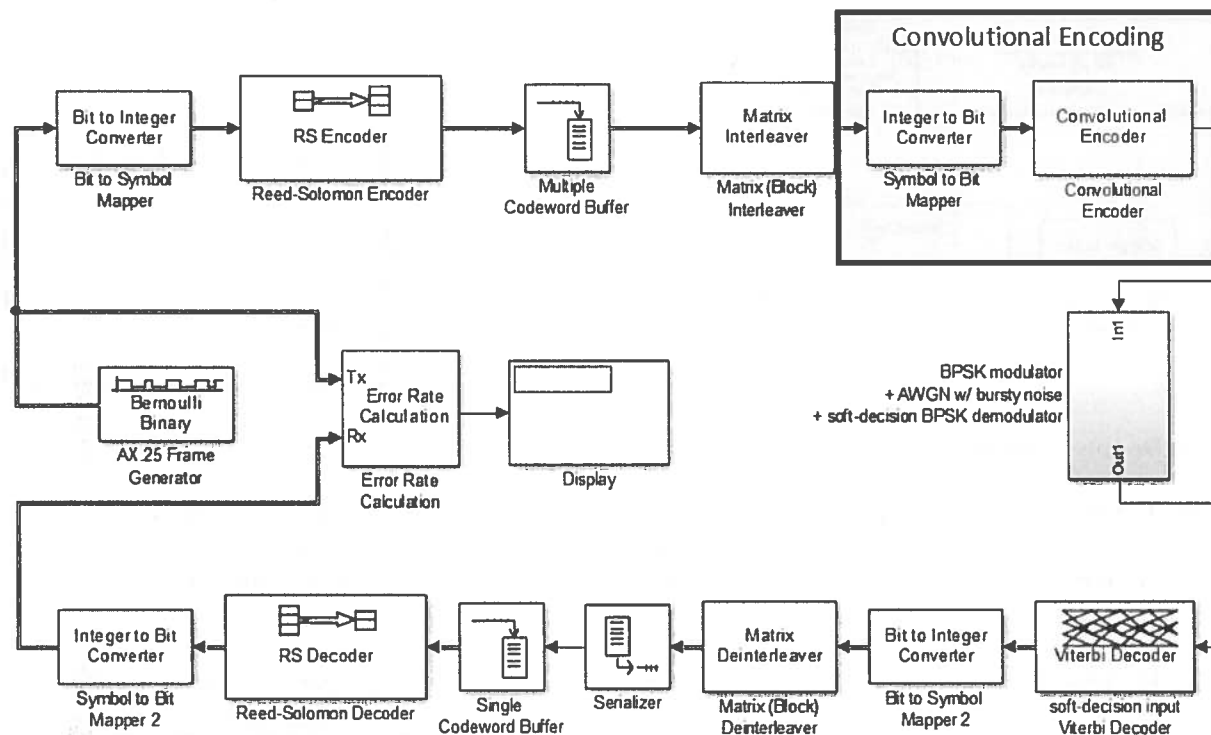 Convolutional Encoding
Bit to Integer
Converter
Bit to Symbol
Mapper
RS Encoder
Reed-Solomon Encoder
Multiple
Codeword Buffer
Matrix
Interleaver
Matrix (Block)
Interleaver
Integer to Bit
Converter
Symbol to Bit
Mapper
Convolutional
Encoder
Convolutional
Encoder
Bernoulli
Binary
AX.25 Frame
Generator
Tx
Rx
Error Rate
Calculation
Error Rate
Calculation
Display
BPSK modulator
+ AWGN w/ bursty noise
+ soft-decision BPSK demodulator
In1
Out1
Integer to Bit
Converter
Symbol to Bit
Mapper 2
RS Decoder
Reed-Solomon Decoder
Single
Codeword Buffer
Serializer
Matrix
Deinterleaver
Matrix (Block)
Deinterleaver
Bit to Integer
Converter
Bit to Symbol
Mapper 2
Viterbi Decoder
soft-decision input
Viterbi Decoder